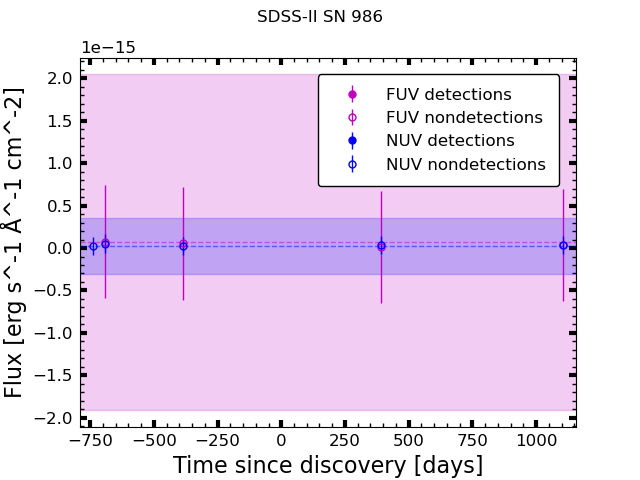 SDSS-II SN 986
1e−15
FUV detections
FUV nondetections
NUV detections
NUV nondetections
2.0
1.5
1.0
0.5
0.0
−0.5
−1.0
−1.5
−2.0
Flux [erg s^-1 Å^-1 cm^-2]
−750 −500 −250 0 250 500 750 1000
Time since discovery [days]